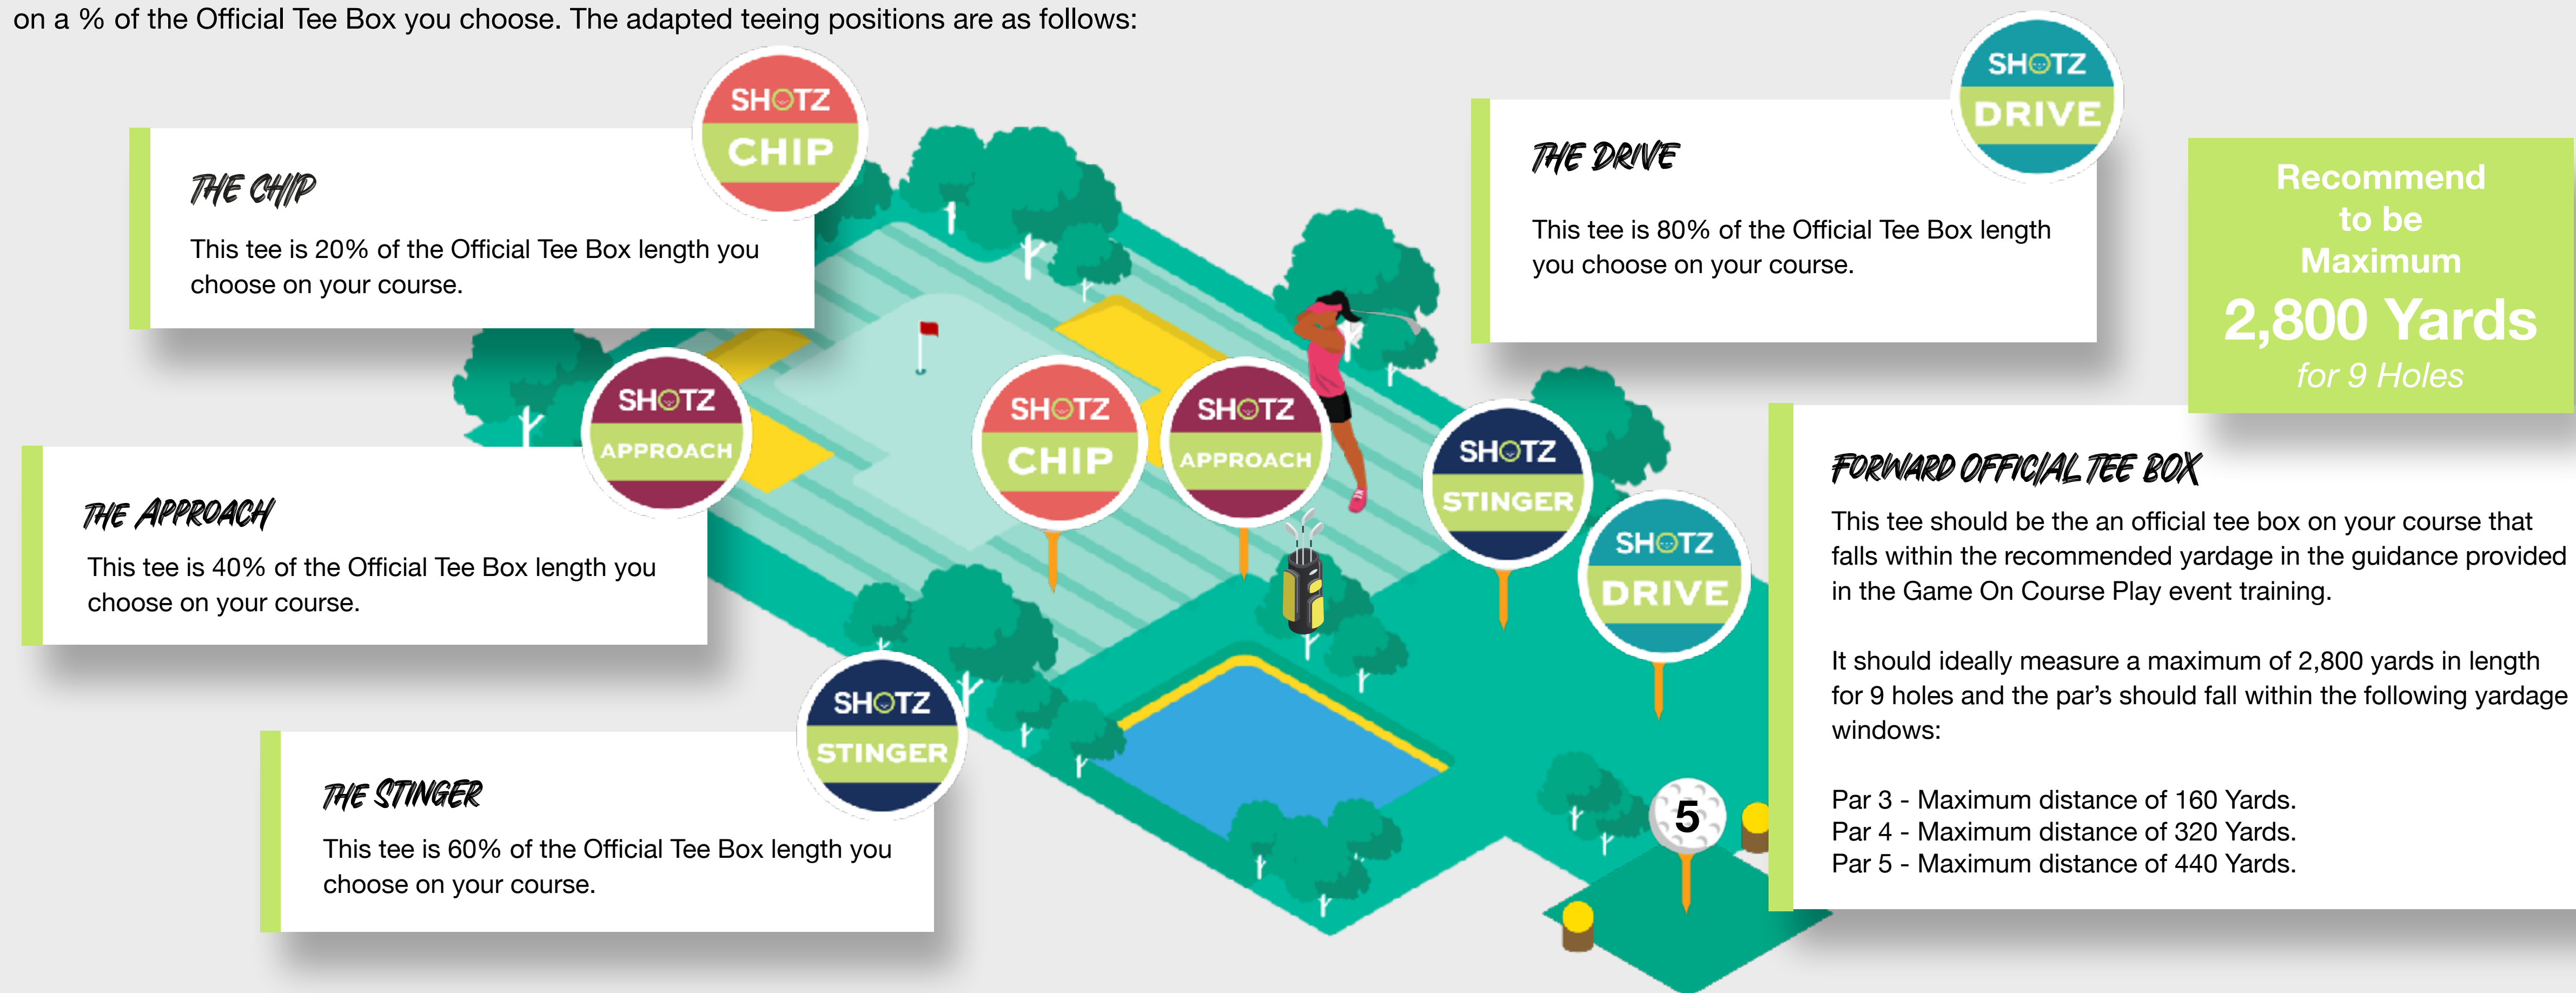 on a % of the Official Tee Box you choose. The adapted teeing positions are as follows:
SHOTZ
CHIP
THE CHIP
This tee is 20% of the Official Tee Box length you
choose on your course.
SHOTZ
DRIVE
THE DRIVE
This tee is 80% of the Official Tee Box length
you choose on your course.
Recommend
to be
Maximum
2,800 Yards
for 9 Holes
SHOTZ
APPROACH
THE APPROACH
This tee is 40% of the Official Tee Box length you
choose on your course.
SHOTZ
CHIP
SHOTZ
APPROACH
SHOTZ
STINGER
SHOTZ
DRIVE
FORWARD OFFICIAL TEE BOX
This tee should be the an official tee box on your course that
falls within the recommended yardage in the guidance provided
in the Game On Course Play event training.
It should ideally measure a maximum of 2,800 yards in length
for 9 holes and the par's should fall within the following yardage
windows:
Par 3 - Maximum distance of 160 Yards.
Par 4 - Maximum distance of 320 Yards.
Par 5 - Maximum distance of 440 Yards.
SHOTZ
STINGER
THE STINGER
This tee is 60% of the Official Tee Box length you
choose on your course.
5